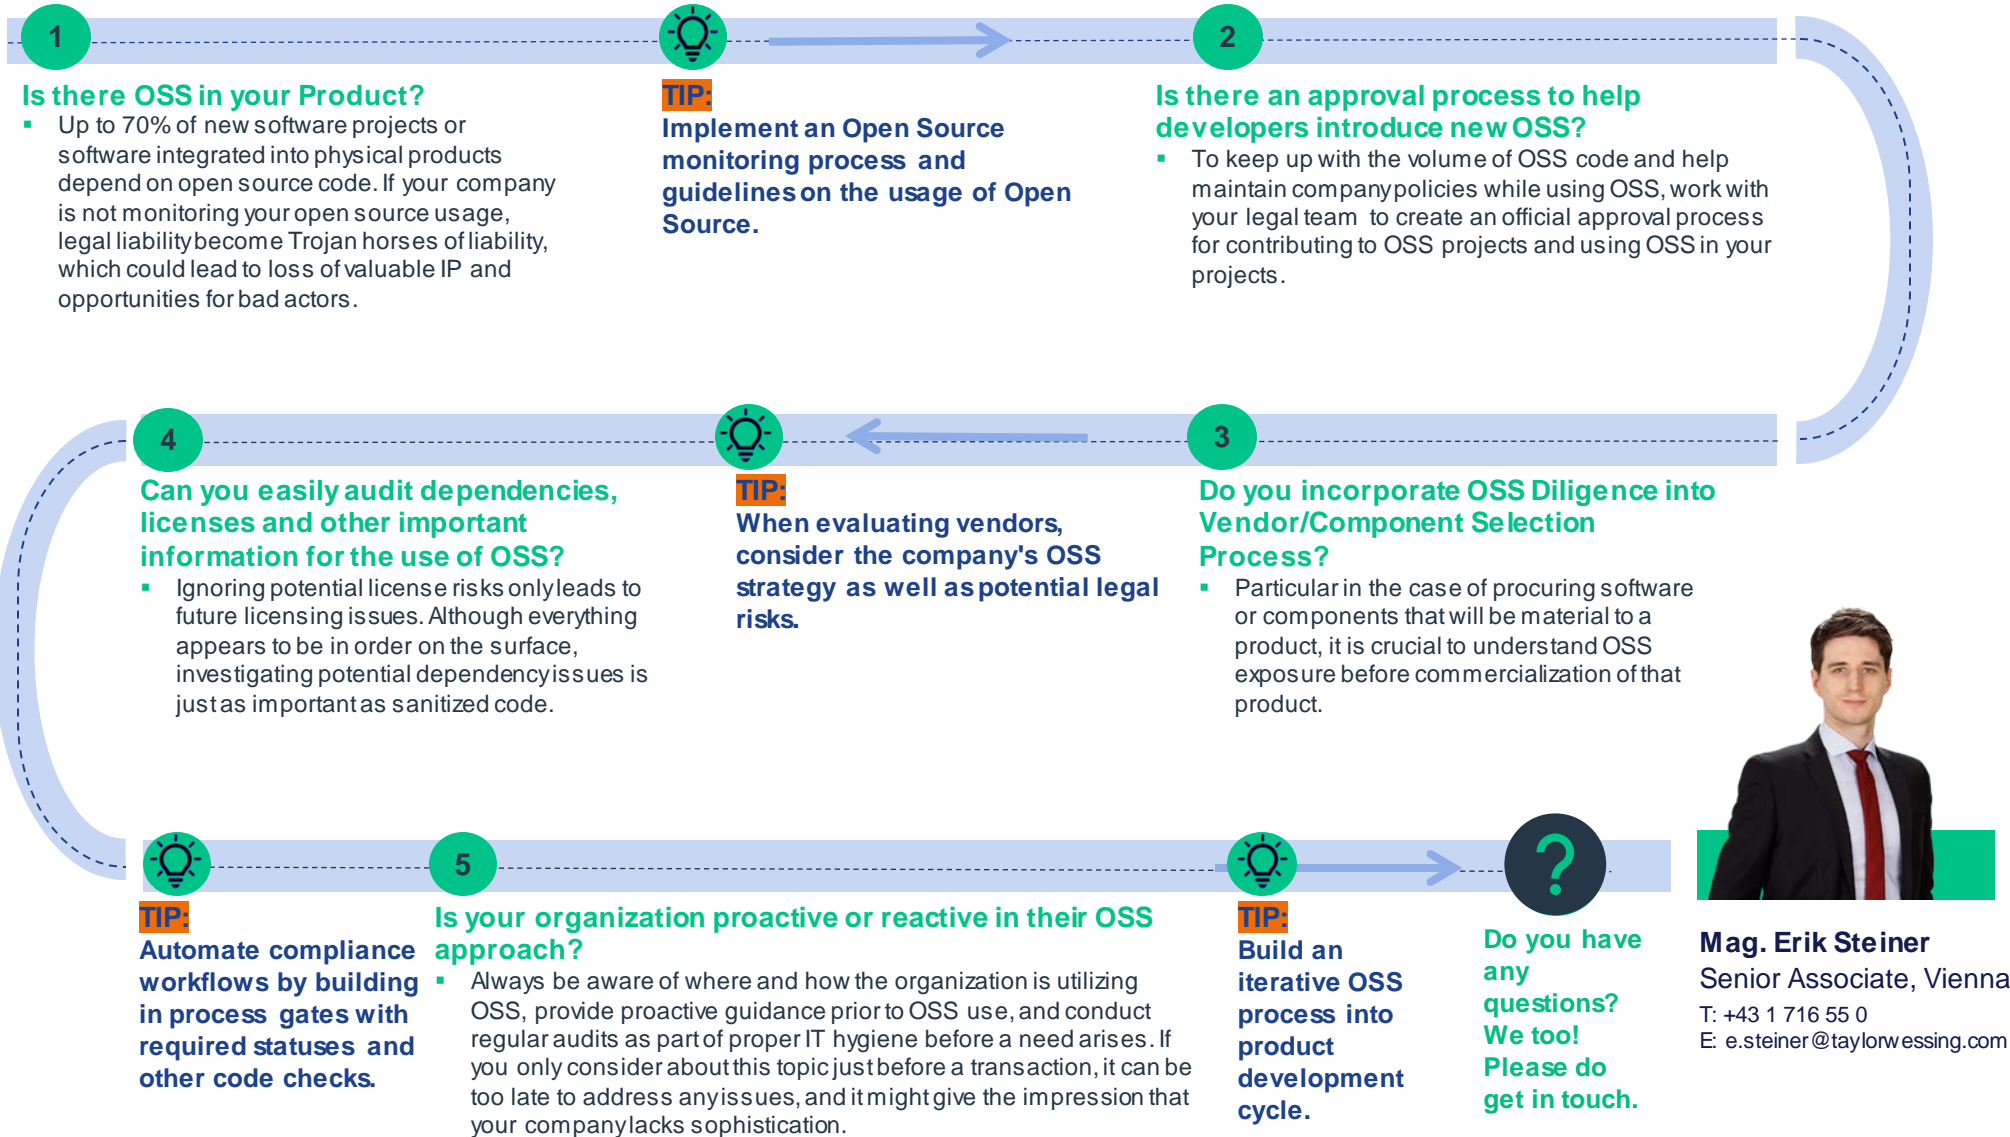 1
Is there OSS in your Product?
▪ Up to 70% of new software projects or
software integrated into physical products
depend on open source code. If your company
is not monitoring your open source usage,
legal liability become Trojan horses of liability,
which could lead to loss of valuable IP and
opportunities for bad actors.
TIP:
Implement an Open Source
monitoring process and
guidelines on the usage of Open
Source.
2
Is there an approval process to help
developers introduce new OSS?
▪ To keep up with the volume of OSS code and help
maintain company policies while using OSS, work with
your legal team to create an official approval process
for contributing to OSS projects and using OSS in your
projects.
3
Do you incorporate OSS Diligence into
Vendor/Component Selection
Process?
▪ Particular in the case of procuring software
or components that will be material to a
product, it is crucial to understand OSS
exposure before commercialization of that
product.
TIP:
When evaluating vendors,
consider the company's OSS
strategy as well as potential legal
risks.
4
Can you easily audit dependencies,
licenses and other important
information for the use of OSS?
▪ Ignoring potential license risks only leads to
future licensing issues. Although everything
appears to be in order on the surface,
investigating potential dependency issues is
just as important as sanitized code.
TIP:
Automate compliance
workflows by building
in process gates with
required statuses and
other code checks.
5
Is your organization proactive or reactive in their OSS
approach?
▪ Always be aware of where and how the organization is utilizing
OSS, provide proactive guidance prior to OSS use, and conduct
regular audits as part of proper IT hygiene before a need arises. If
you only consider about this topic just before a transaction, it can be
too late to address any issues, and it might give the impression that
your company lacks sophistication.
TIP:
Build an
iterative OSS
process into
product
development
cycle.
?
Do you have
any
questions?
We too!
Please do
get in touch.
Mag. Erik Steiner
Senior Associate, Vienna
T: +43 1 716 55 0
E: e.steiner@taylorwessing.com